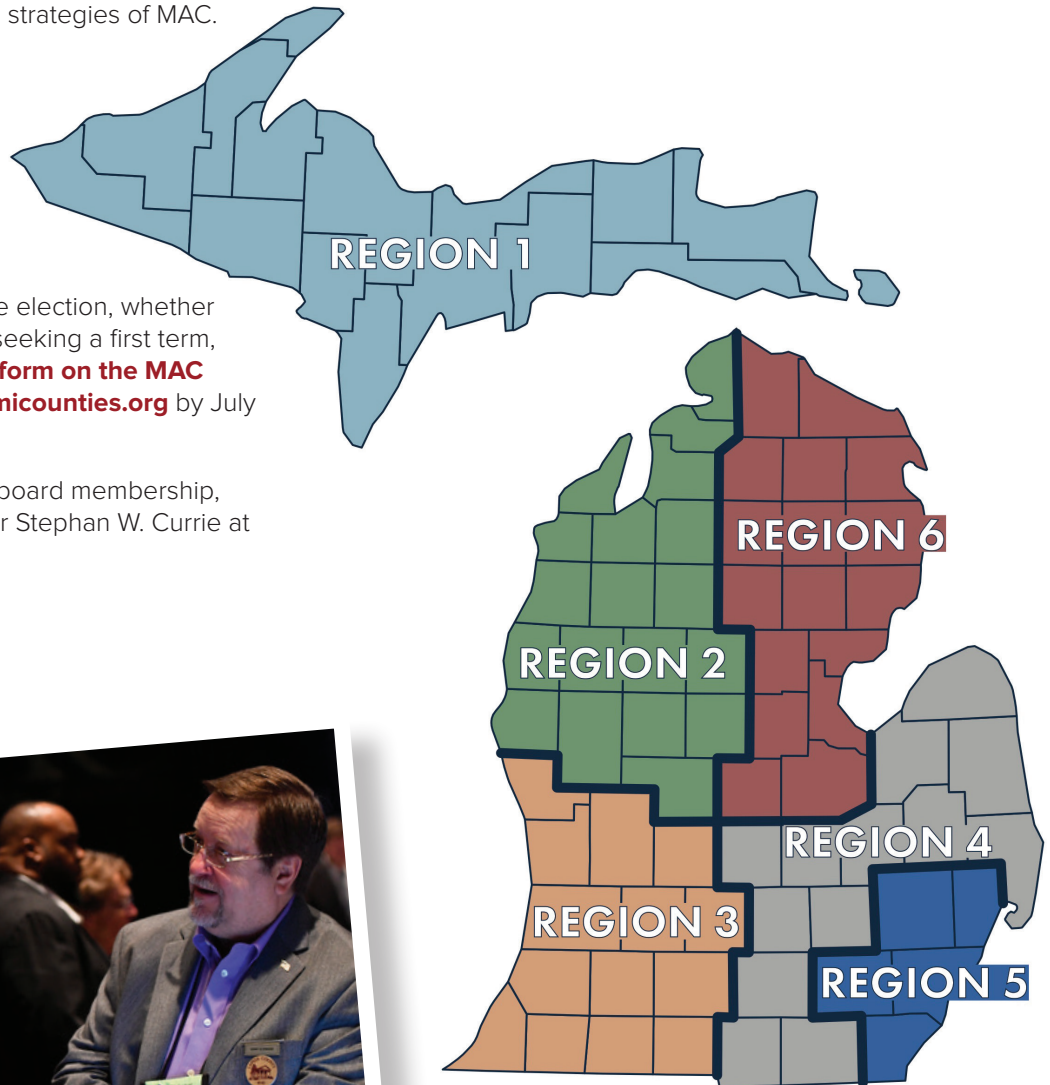 strategies of MAC.
REGION 1
e election, whether
seeking a first term,
form on the MAC
micounties.org by July
board membership,
r Stephan W. Currie at
REGION 6
REGION 2
REGION 4
REGION 3
REGION 5